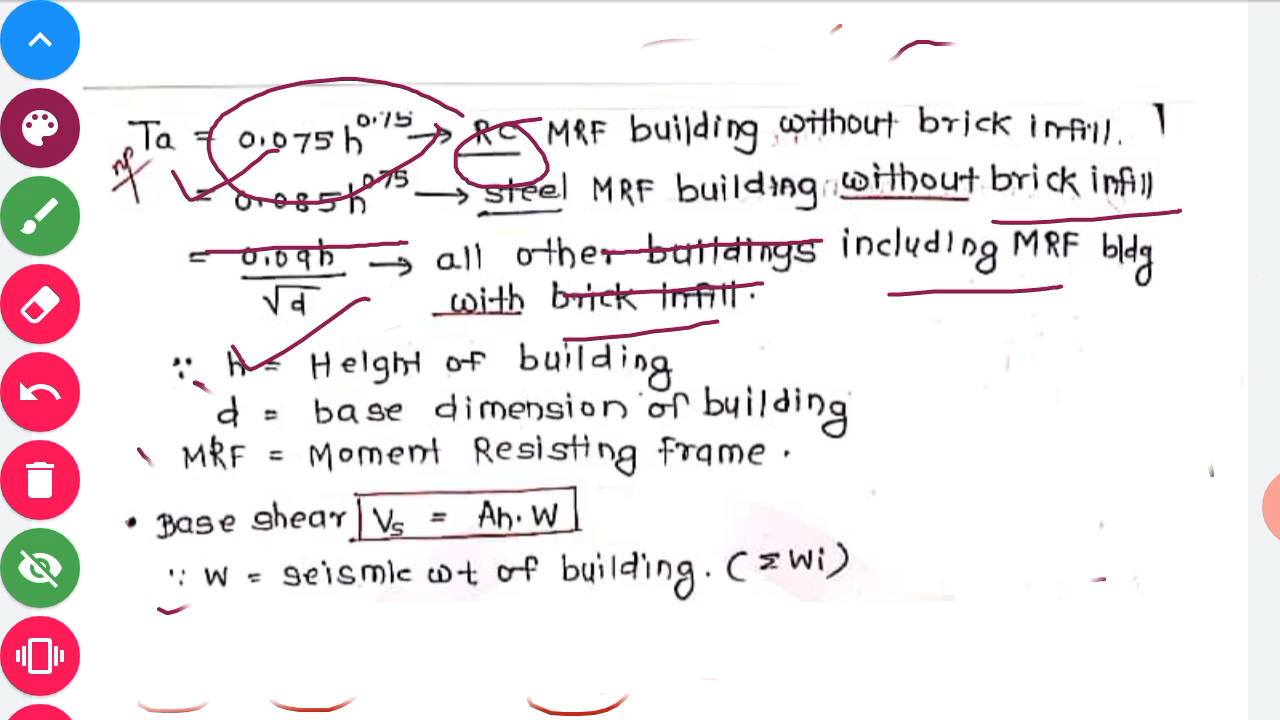 Ta = 0.075 h^0.75 → RC MRF building without brick infill.
= 0.085 h^0.75 → steel MRF building without brick infill
= 0.09h / √d → all other buildings including MRF bldg
with brick infill.
∵ h = Height of building
d = base dimension of building
MRF = Moment Resisting frame.
• Base shear Vs = Ah. W
∵ W = seismic wt of building. (ΣWi)